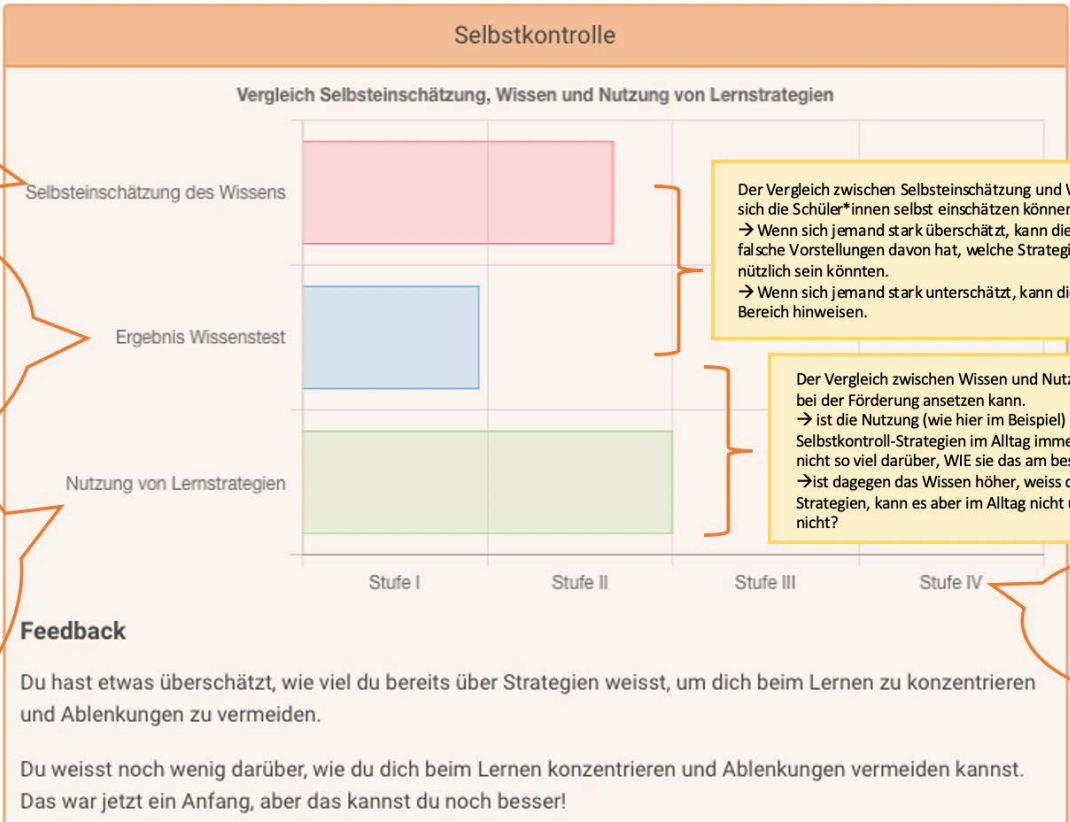 Selbstkontrolle
Vergleich Selbsteinschätzung, Wissen und Nutzung von Lernstrategien
Selbsteinschätzung des Wissens
Ergebnis Wissenstest
Nutzung von Lernstrategien
Der Vergleich zwischen Selbsteinschätzung und
sich die Schüler*innen selbst einschätzen
→ Wenn sich jemand stark überschätzt, kann
falsche Vorstellungen davon hat, welche
nützlich sein könnten.
→ Wenn sich jemand stark unterschätzt, kann
Bereich hinweisen.
Der Vergleich zwischen Wissen und
bei der Förderung ansetzen kann.
→ ist die Nutzung (wie hier im Beispiel)
Selbstkontroll-Strategien im Alltag
nicht so viel darüber, WIE sie das am
→ist dagegen das Wissen höher, weiss
Strategien, kann es aber im Alltag nicht
nicht?
Stufe I Stufe II Stufe III Stufe IV
Feedback
Du hast etwas überschätzt, wie viel du bereits über Strategien weisst, um dich beim Lernen zu konzentrieren
und Ablenkungen zu vermeiden.
Du weisst noch wenig darüber, wie du dich beim Lernen konzentrieren und Ablenkungen vermeiden kannst.
Das war jetzt ein Anfang, aber das kannst du noch besser!